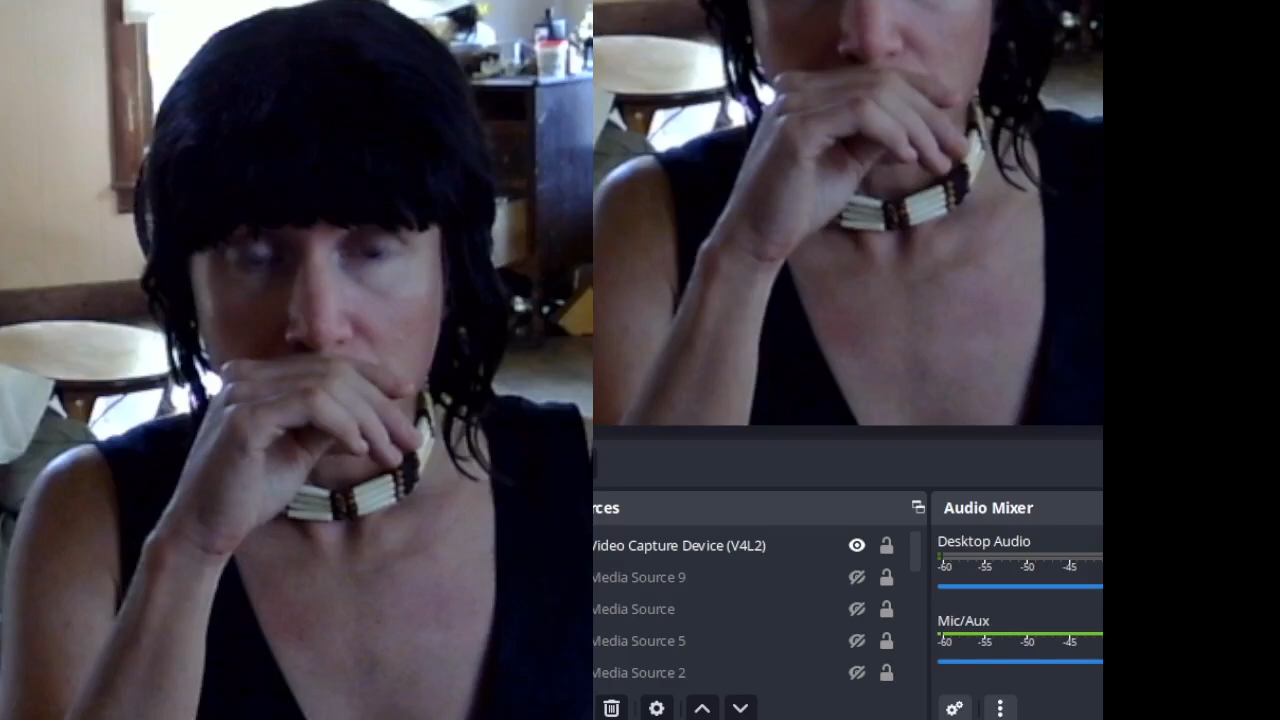 rces
Audio Mixer
Video Capture Device (V4L2)
Media Source 9
Media Source
Media Source 5
Media Source 2
Desktop Audio
-60 -55 -50 -45
Mic/Aux
-60 -55 -50 -45